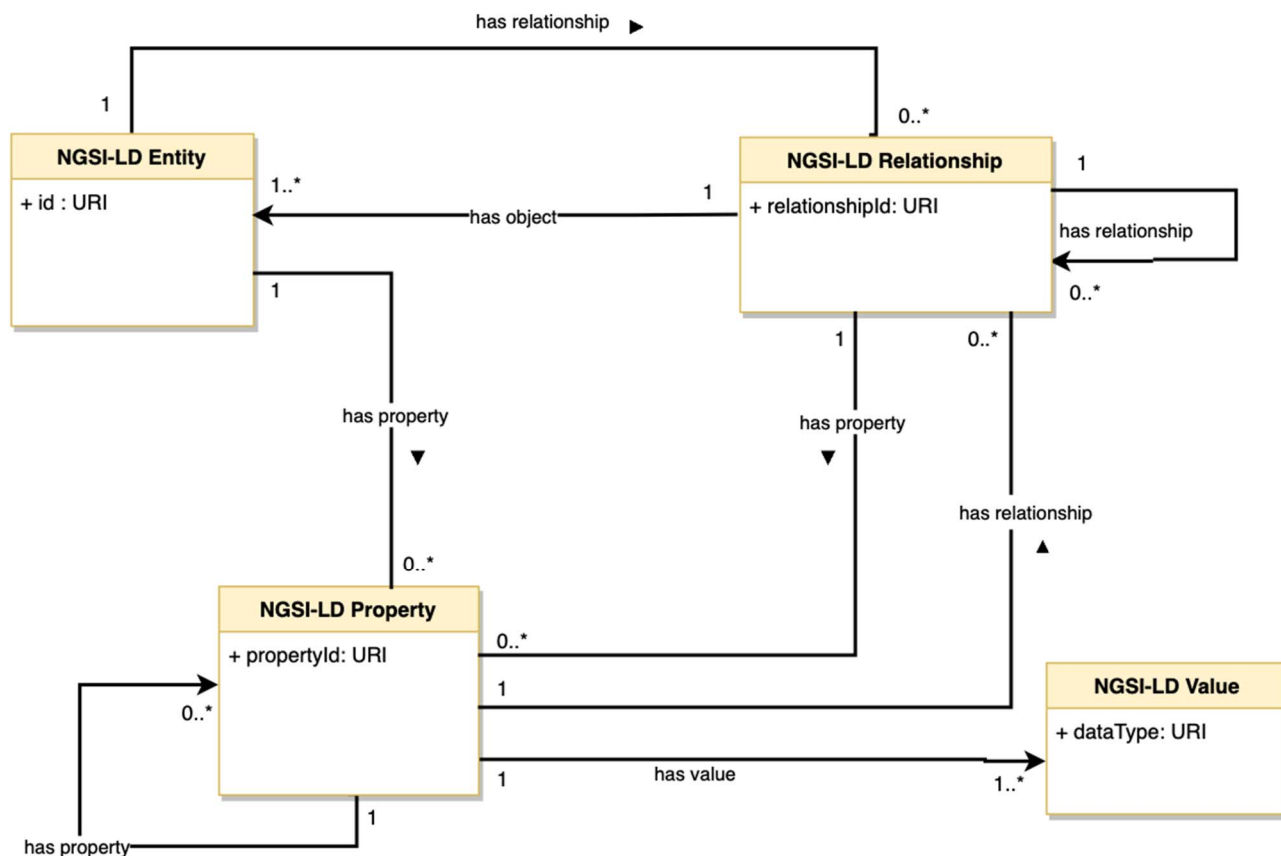 has relationship ▶
1
0..*
NGSI-LD Entity
+ id : URI
NGSI-LD Relationship
+ relationshipId: URI
1..*
1
has object
1
has relationship
0..*
1
has property
▼
0..*
1
has property
▼
0..*
has relationship
▲
NGSI-LD Property
+ propertyId: URI
0..*
1
0..*
1
has property
1
has value
1..*
NGSI-LD Value
+ dataType: URI